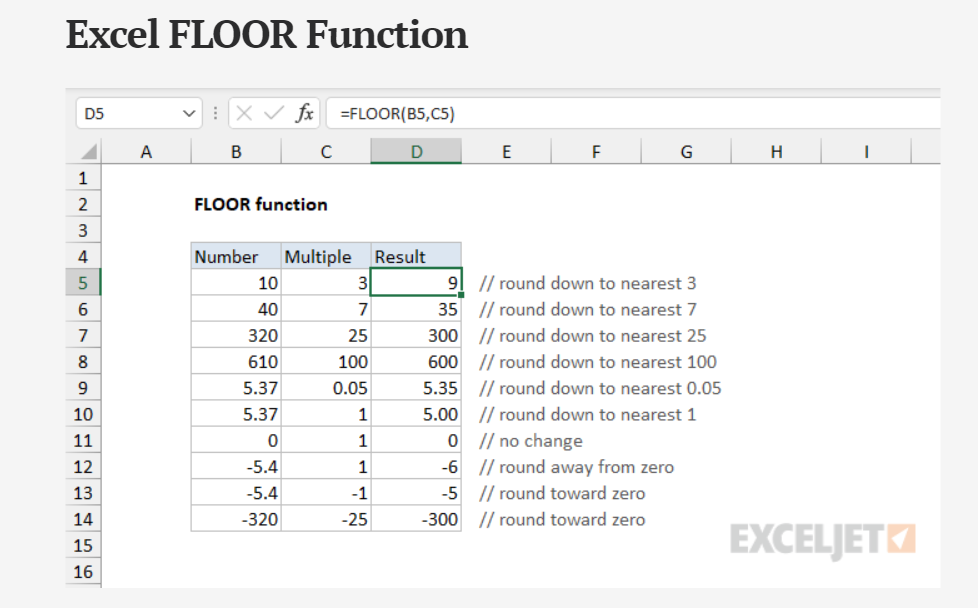 Excel FLOOR Function
D5 fx =FLOOR(B5,C5)
A B C D E F G H I
1
2 FLOOR function
3
4 Number Multiple Result
5 10 3 9 // round down to nearest 3
6 40 7 35 // round down to nearest 7
7 320 25 300 // round down to nearest 25
8 610 100 600 // round down to nearest 100
9 5.37 0.05 5.35 // round down to nearest 0.05
10 5.37 1 5.00 // round down to nearest 1
11 0 1 0 // no change
12 -5.4 1 -6 // round away from zero
13 -5.4 -1 -5 // round toward zero
14 -320 -25 -300 // round toward zero
15
16
EXCELJET